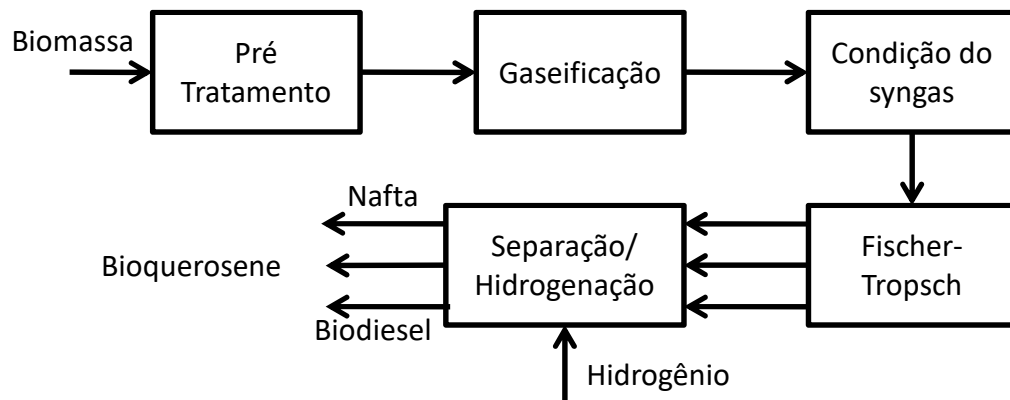 Biomassa
Pré
Tratamento
Gaseificação
Condição do
syngas
Nafta
Bioquerosene
Biodiesel
Separação/
Hidrogenação
Fischer-
Tropsch
Hidrogênio